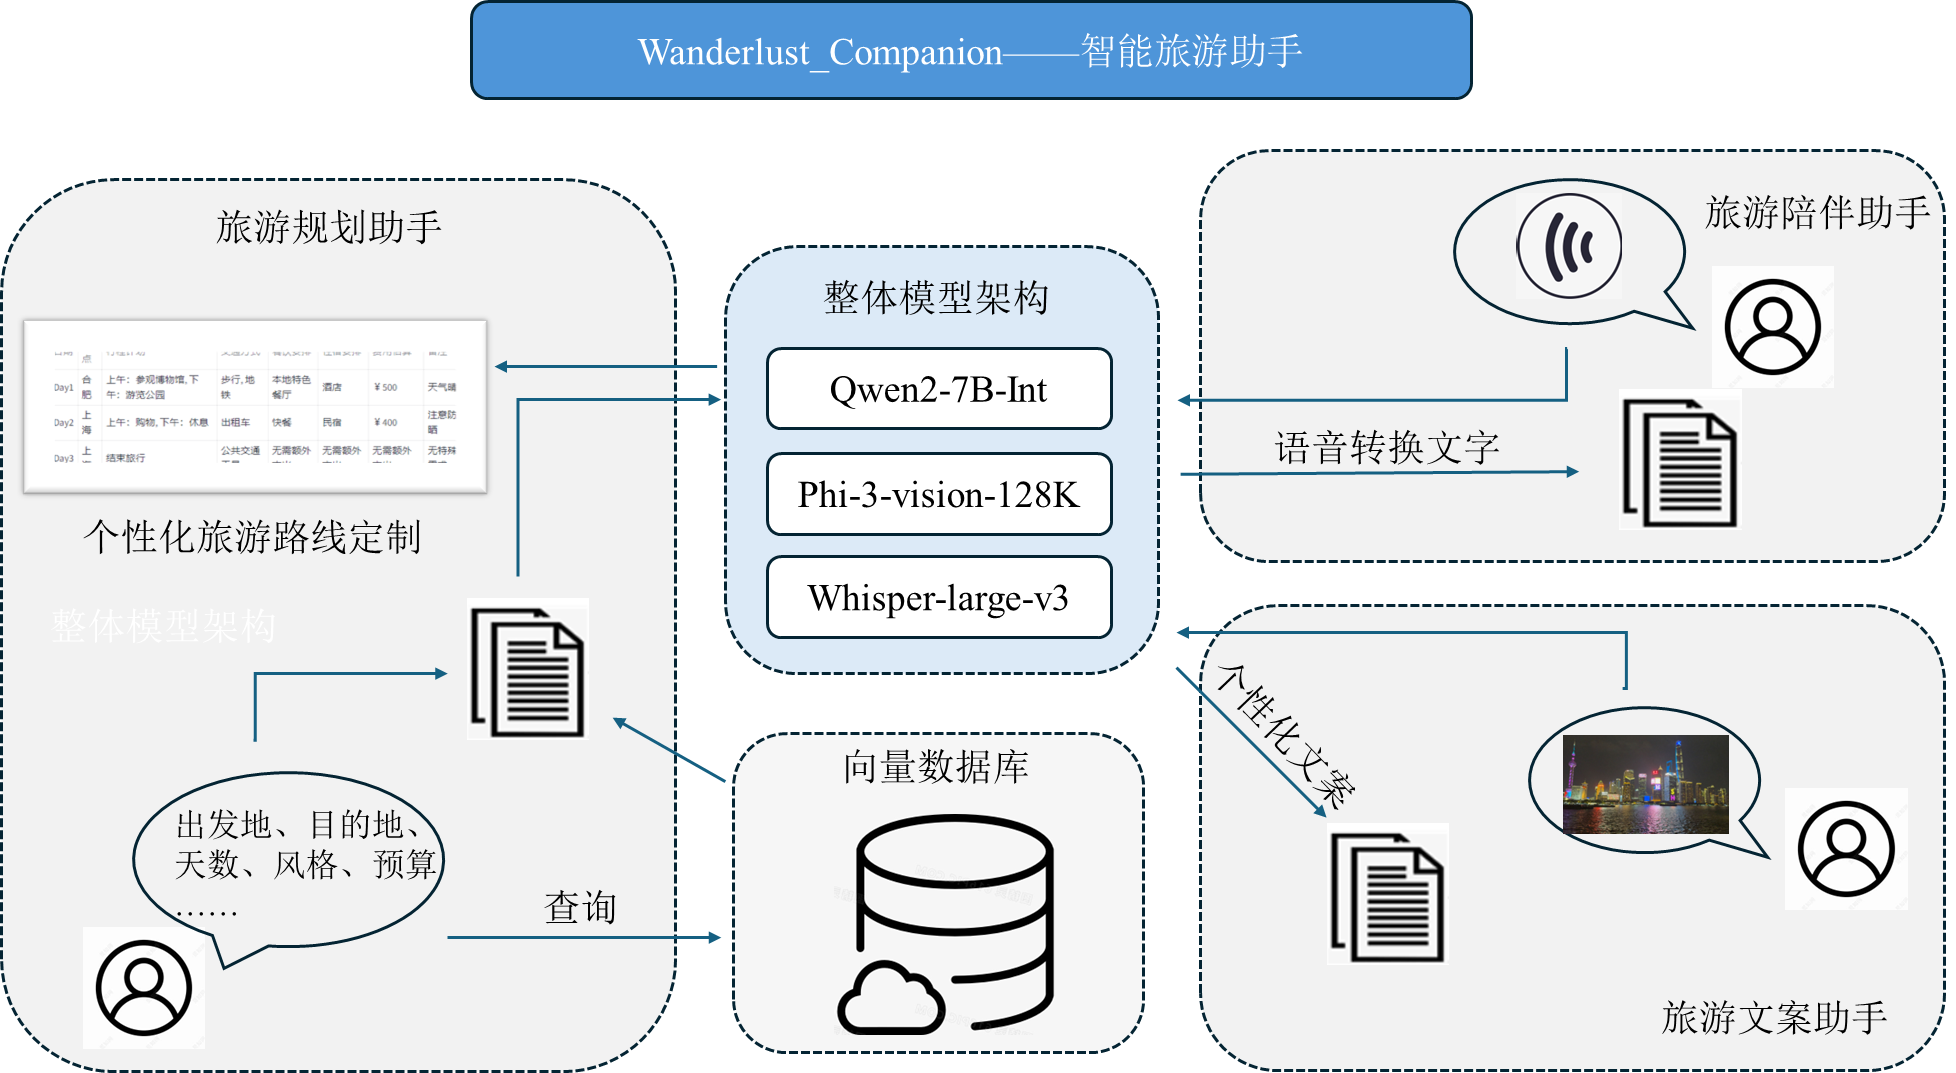 Wanderlust_Companion——智能旅游助手
旅游规划助手
Day1 合肥 上午：参观博物馆,下午：游览公园 步行,地铁 本地特色餐厅 酒店 ¥500 天气晴
Day2 上海 上午：购物,下午：休息 出租车 快餐 民宿 ¥400 注意防晒
Day3 上 结束旅行 公共交通 无需额外 无需额外 无需额外 无特殊
个性化旅游路线定制
整体模型架构
出发地、目的地、
天数、风格、预算
……
查询
整体模型架构
Qwen2-7B-Int
Phi-3-vision-128K
Whisper-large-v3
向量数据库
旅游陪伴助手
语音转换文字
个性化文案
旅游文案助手